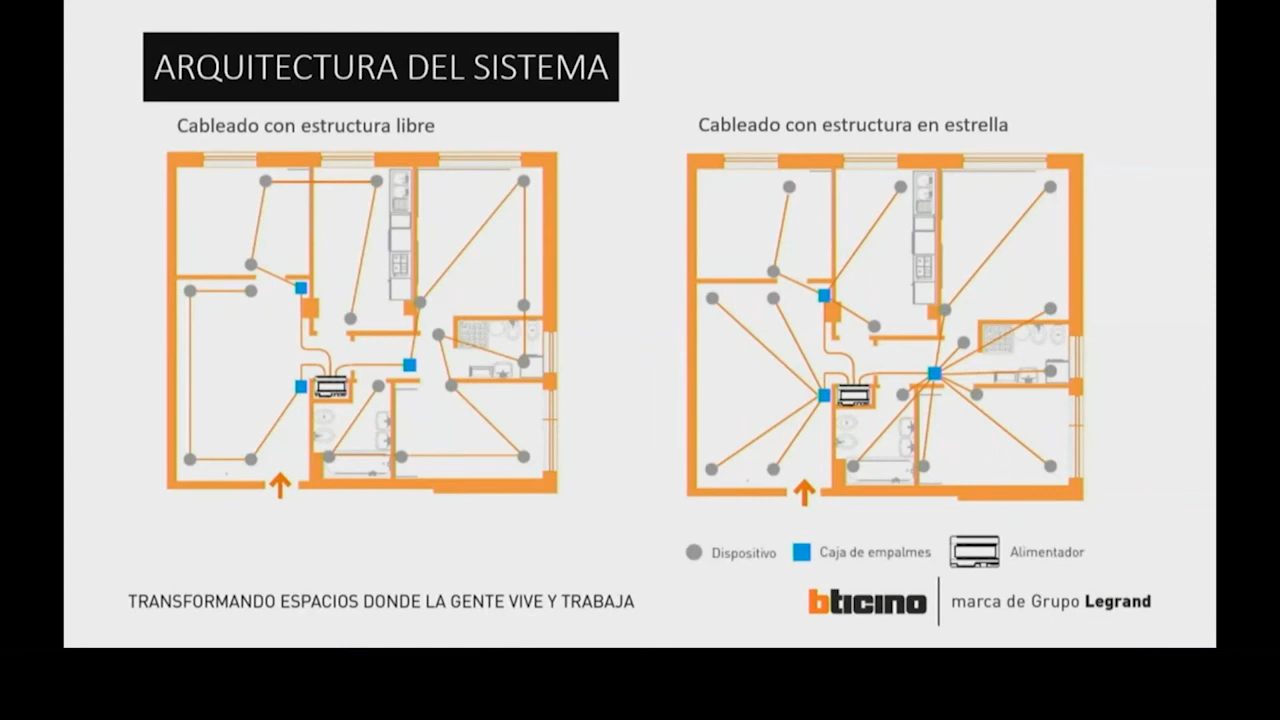 ARQUITECTURA DEL SISTEMA
Cableado con estructura libre
Cableado con estructura en estrella
Dispositivo
Caja de empalmes
Alimentador
TRANSFORMANDO ESPACIOS DONDE LA GENTE VIVE Y TRABAJA
bticino
marca de Grupo Legrand